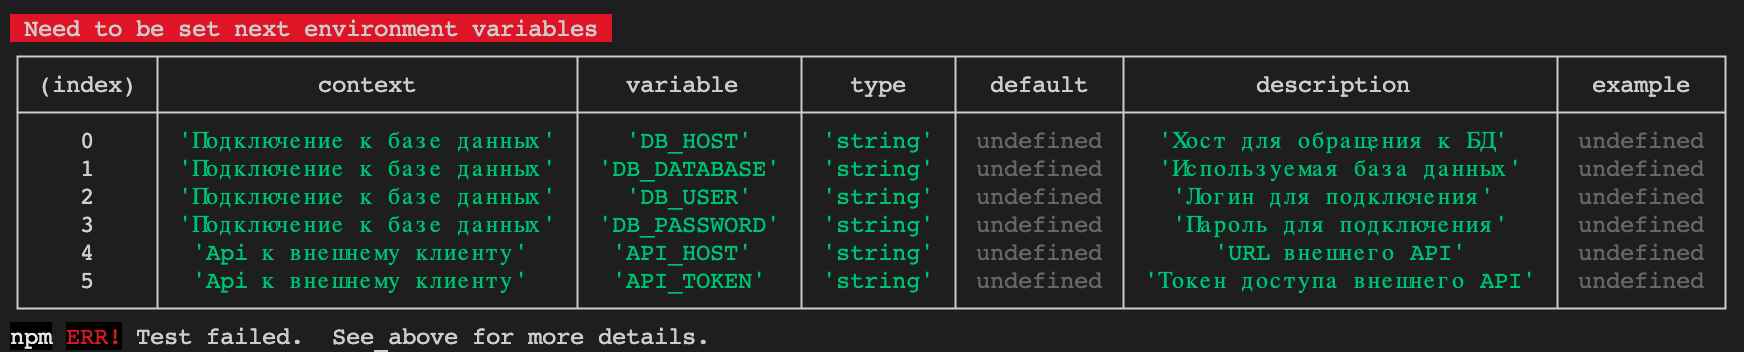 Need to be set next environment variables
(index) context variable type default description example
0 'Подключение к базе данных' 'DB_HOST' 'string' undefined 'Хост для обращения к БД' undefined
1 'Подключение к базе данных' 'DB_DATABASE' 'string' undefined 'Используемая база данных' undefined
2 'Подключение к базе данных' 'DB_USER' 'string' undefined 'Логин для подключения' undefined
3 'Подключение к базе данных' 'DB_PASSWORD' 'string' undefined 'Пароль для подключения' undefined
4 'Api к внешнему клиенту' 'API_HOST' 'string' undefined 'URL внешнего API' undefined
5 'Api к внешнему клиенту' 'API_TOKEN' 'string' undefined 'Токен доступа внешнего API' undefined
npm ERR! Test failed.  See above for more details.